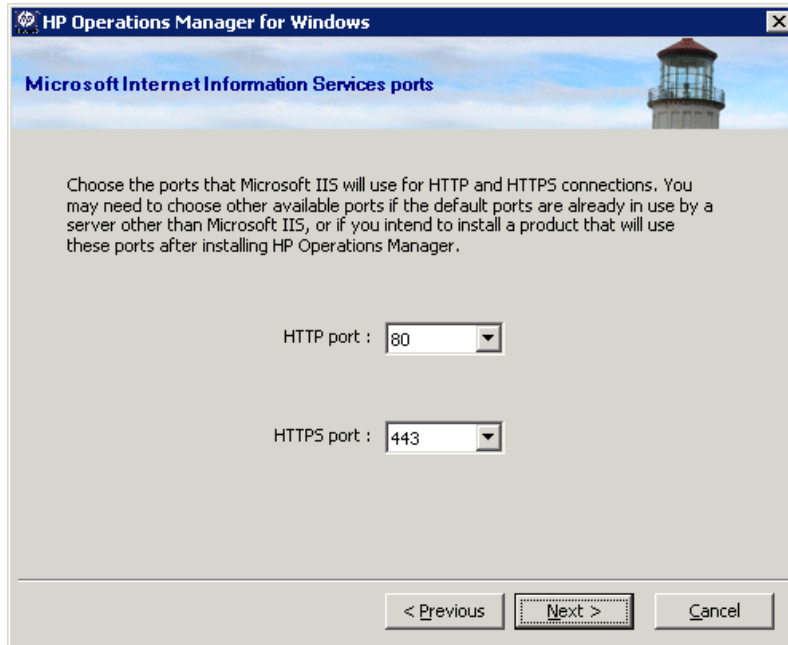 HP Operations Manager for Windows
Microsoft Internet Information Services ports
Choose the ports that Microsoft IIS will use for HTTP and HTTPS connections. You
may need to choose other available ports if the default ports are already in use by a
server other than Microsoft IIS, or if you intend to install a product that will use
these ports after installing HP Operations Manager.
HTTP port : 80
HTTPS port : 443
< Previous Next > Cancel